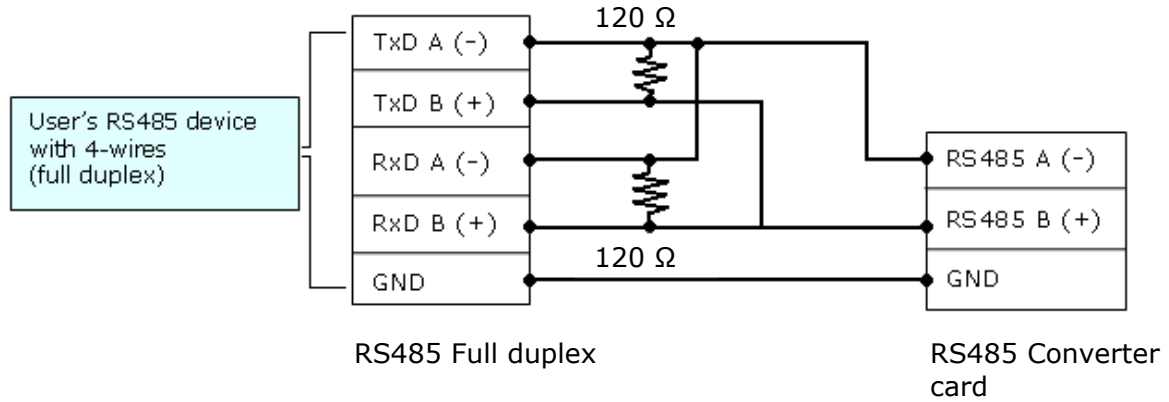 120 Ω
TxD A (-)
TxD B (+)
RxD A (-)
RxD B (+)
GND
User's RS485 device
with 4-wires
(full duplex)
120 Ω
RS485 A (-)
RS485 B (+)
GND
RS485 Full duplex
RS485 Converter
card